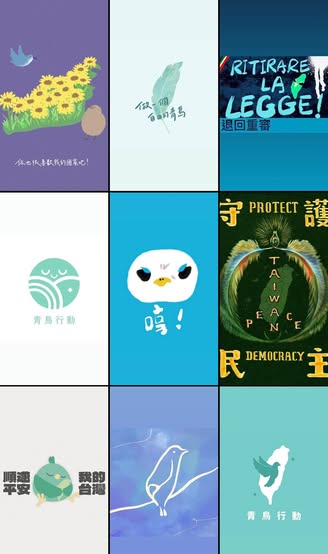 你也很喜歡我的國家吧！
做一個
自由的青鳥
RITIRARE
LA
LEGGE!
退回重審
青鳥行動
哼！
守 PROTECT 護
TAIWAN
PEACE
民 DEMOCRACY 主
順遂 我的
平安 台灣
青鳥行動